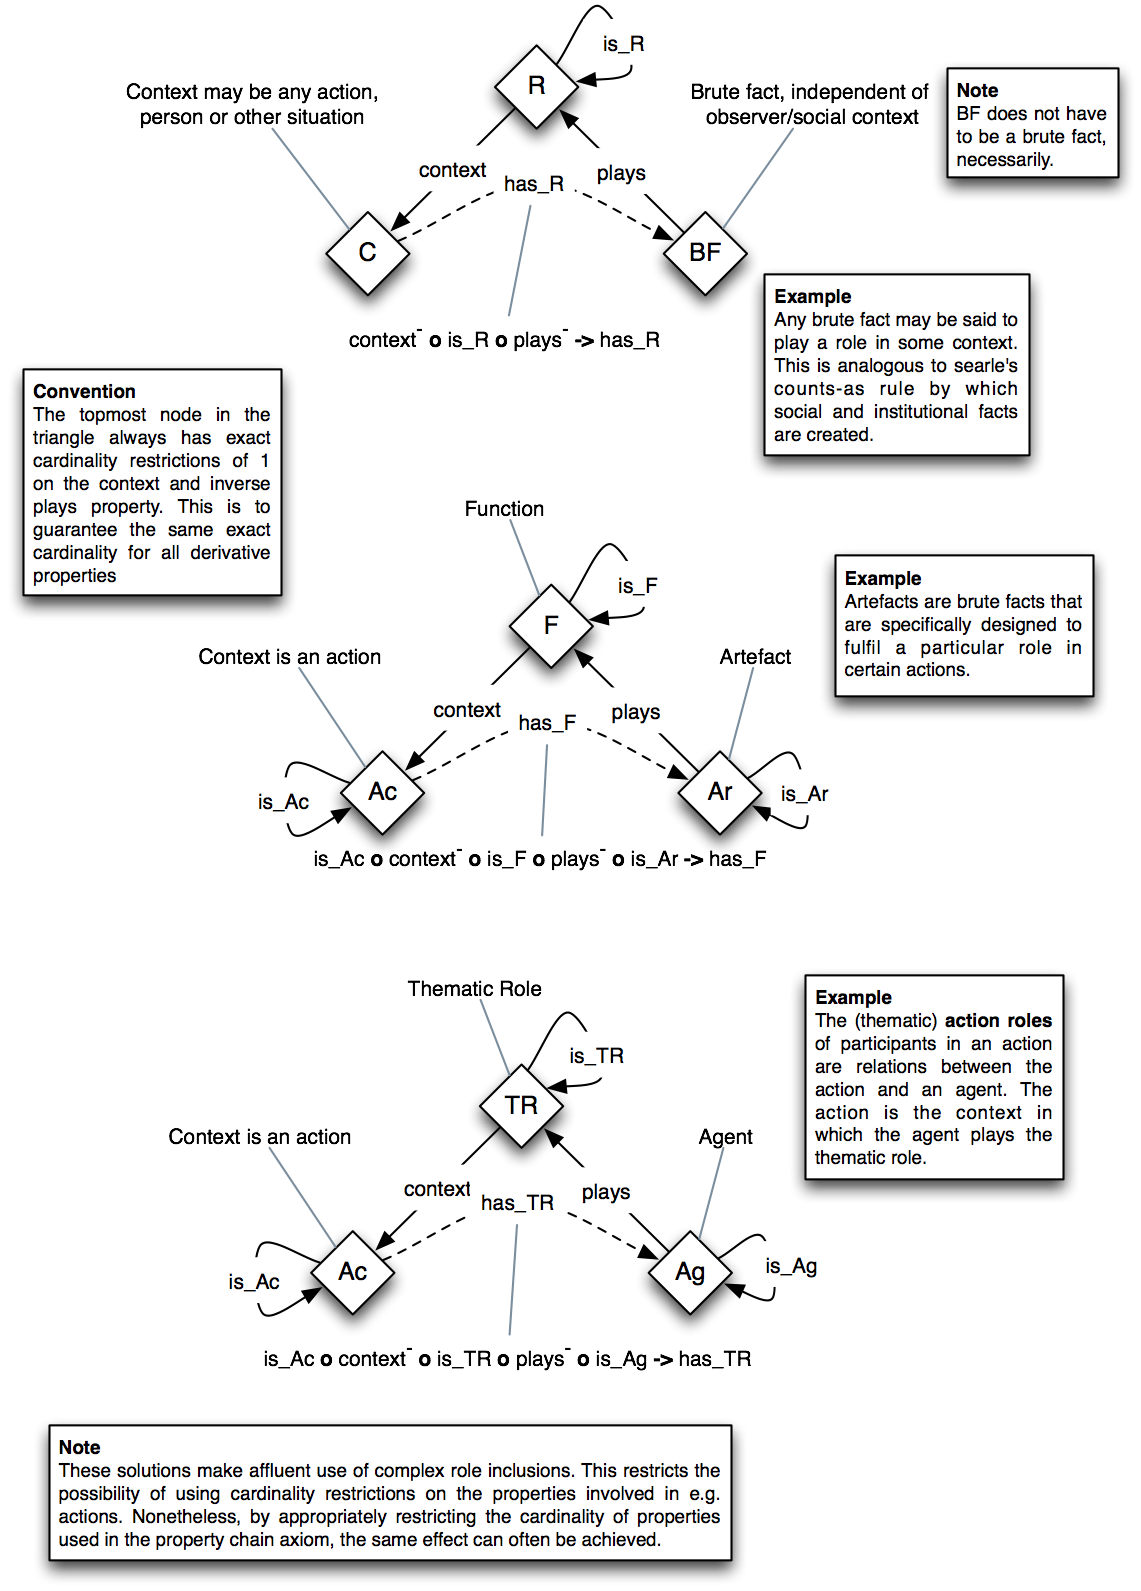 is_R
R
Context may be any action,
person or other situation
Brute fact, independent of
observer/social context
Note
BF does not have
to be a brute fact,
necessarily.
context
has_R
plays
C
BF
context⁻ o is_R o plays⁻ -> has_R
Example
Any brute fact may be said to
play a role in some context.
This is analogous to searle's
counts-as rule by which
social and institutional facts
are created.
Convention
The topmost node in the
triangle always has exact
cardinality restrictions of 1
on the context and inverse
plays property. This is to
guarantee the same exact
cardinality for all derivative
properties
Function
is_F
F
Example
Artefacts are brute facts that
are specifically designed to
fulfil a particular role in
certain actions.
Context is an action
Artefact
context
has_F
plays
is_Ac
Ac
Ar
is_Ar
is_Ac o context⁻ o is_F o plays⁻ o is_Ar -> has_F
Thematic Role
is_TR
TR
Example
The (thematic) action roles
of participants in an action
are relations between the
action and an agent. The
action is the context in
which the agent plays the
thematic role.
Context is an action
Agent
context
has_TR
plays
is_Ac
Ac
Ag
is_Ag
is_Ac o context⁻ o is_TR o plays⁻ o is_Ag -> has_TR
Note
These solutions make affluent use of complex role inclusions. This restricts the
possibility of using cardinality restrictions on the properties involved in e.g.
actions. Nonetheless, by appropriately restricting the cardinality of properties
used in the property chain axiom, the same effect can often be achieved.